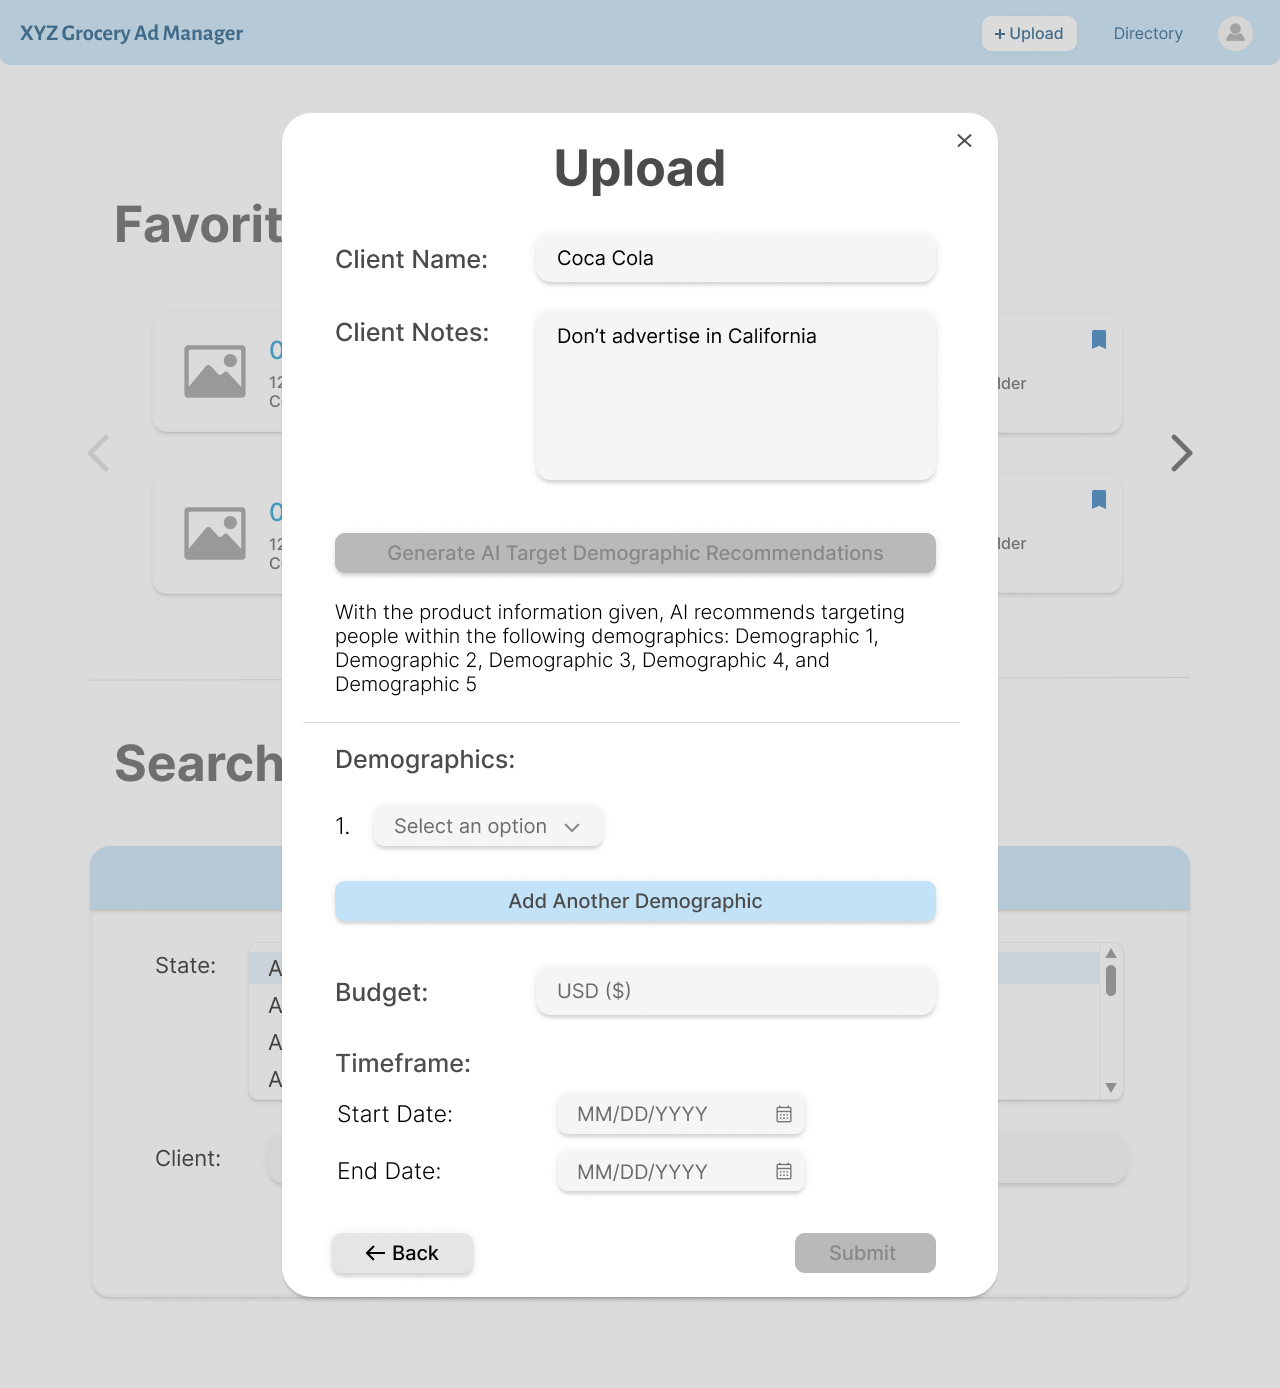 XYZ Grocery Ad Manager
+ Upload
Directory
Upload
Favorit
Client Name:
Coca Cola
Client Notes:
Don’t advertise in California
0
12
lder
Generate AI Target Demographic Recommendations
0
12
lder
With the product information given, AI recommends targeting
people within the following demographics: Demographic 1,
Demographic 2, Demographic 3, Demographic 4, and
Demographic 5
Search
Demographics:
1.
Select an option
Add Another Demographic
State:
A
A
A
A
Budget:
USD ($)
Timeframe:
Start Date:
MM/DD/YYYY
Client:
End Date:
MM/DD/YYYY
← Back
Submit